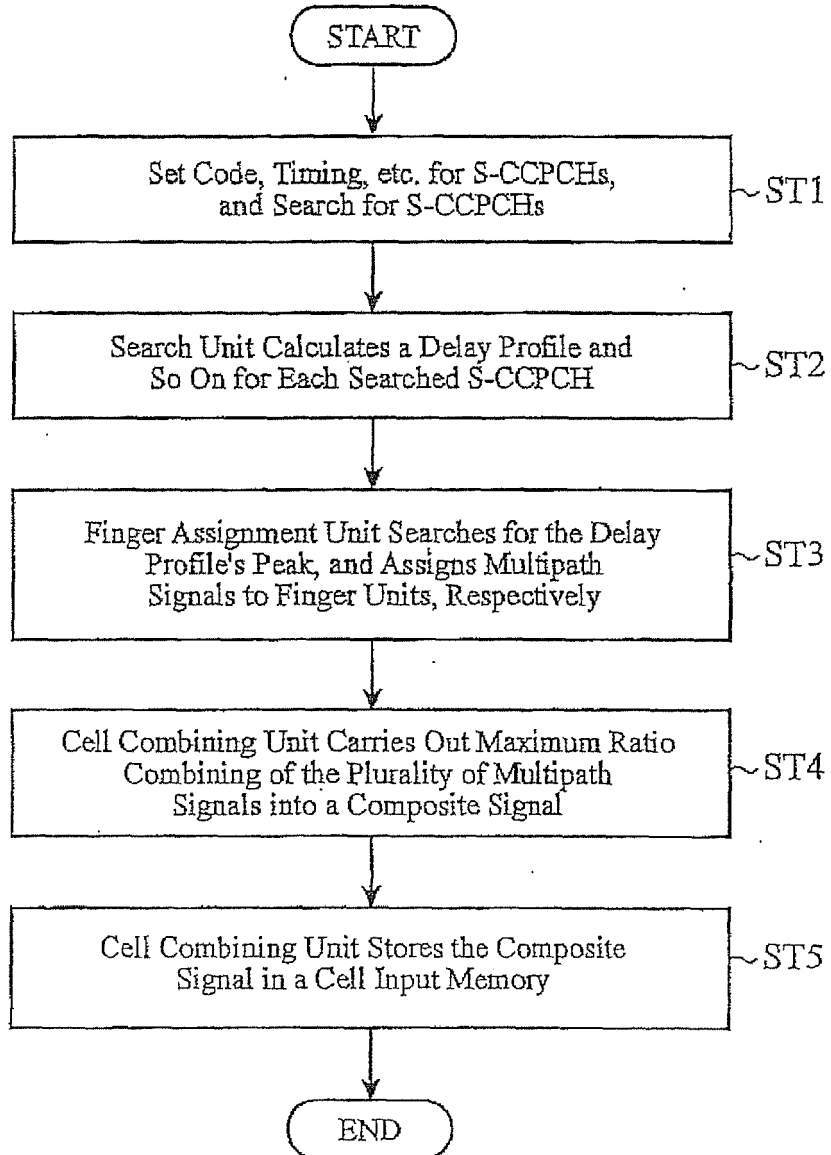 START
Set Code, Timing, etc. for S-CCPCHs,
and Search for S-CCPCHs
ST1
Search Unit Calculates a Delay Profile and
So On for Each Searched S-CCPCH
ST2
Finger Assignment Unit Searches for the Delay
Profile's Peak, and Assigns Multipath
Signals to Finger Units, Respectively
ST3
Cell Combining Unit Carries Out Maximum Ratio
Combining of the Plurality of Multipath
Signals into a Composite Signal
ST4
Cell Combining Unit Stores the Composite
Signal in a Cell Input Memory
ST5
END